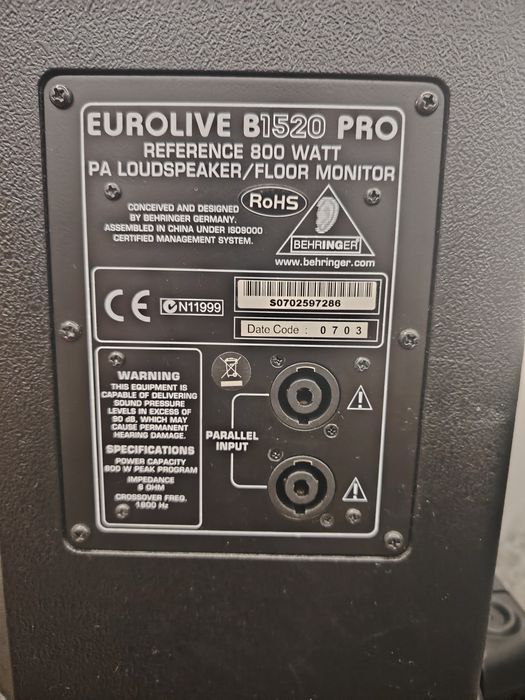 EUROLIVE B1520 PRO
REFERENCE 800 WATT
PA LOUDSPEAKER/FLOOR MONITOR
RoHS
CONCEIVED AND DESIGNED
BY BEHRINGER GERMANY.
ASSEMBLED IN CHINA UNDER ISO9000
CERTIFIED MANAGEMENT SYSTEM.
BEHRINGER
www.behringer.com
CE
N11999
S0702597286
Date Code : 0703
WARNING
THIS EQUIPMENT IS
CAPABLE OF DELIVERING
SOUND PRESSURE
LEVELS IN EXCESS OF
90 dB, WHICH MAY
CAUSE PERMANENT
HEARING DAMAGE.
SPECIFICATIONS
POWER CAPACITY
800 W PEAK PROGRAM
IMPEDANCE
8 OHM
CROSSOVER FREQ.
1800 Hz
PARALLEL
INPUT